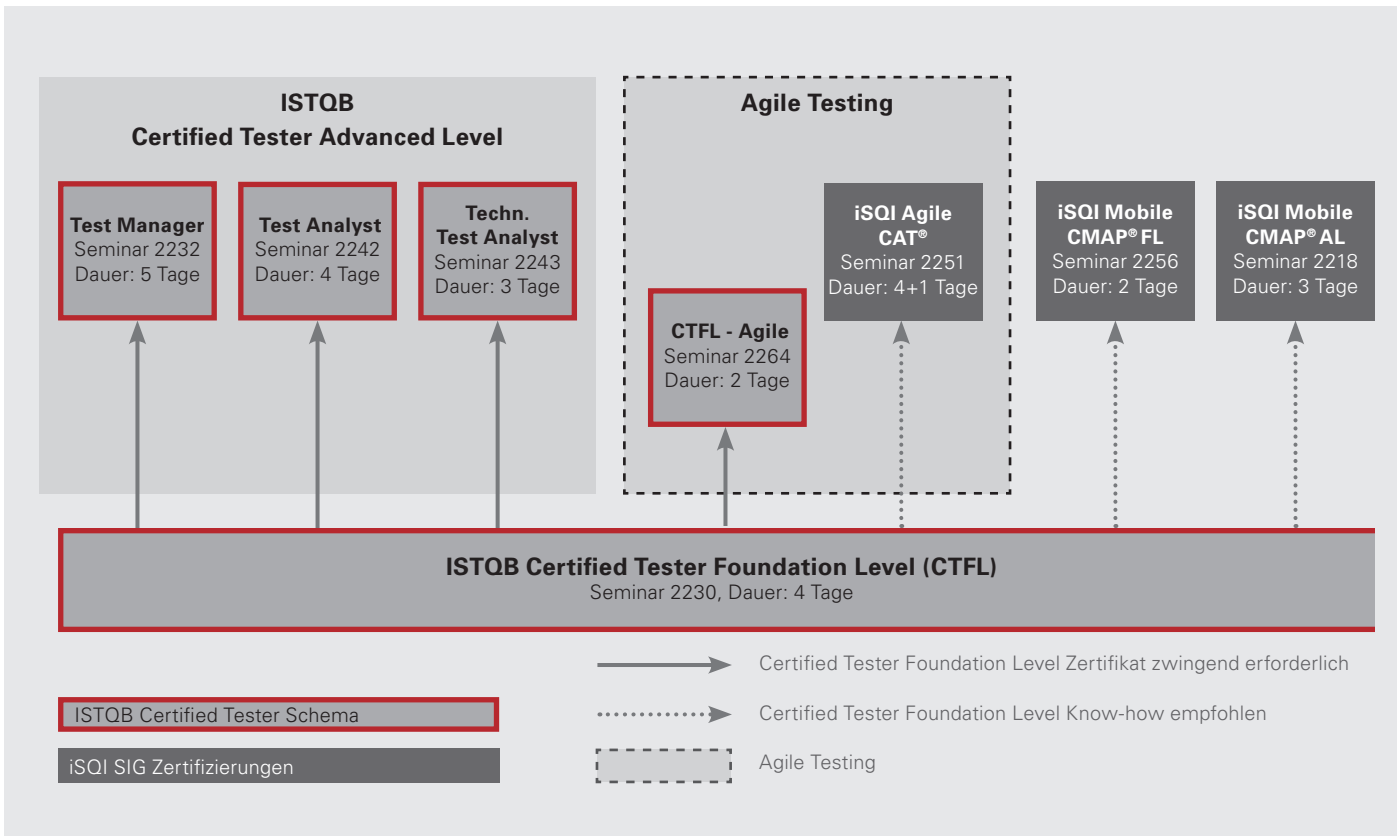 ISTQB
Certified Tester Advanced Level
Test Manager
Seminar 2232
Dauer: 5 Tage
Test Analyst
Seminar 2242
Dauer: 4 Tage
Techn.
Test Analyst
Seminar 2243
Dauer: 3 Tage
Agile Testing
CTFL - Agile
Seminar 2264
Dauer: 2 Tage
iSQI Agile
CAT®
Seminar 2251
Dauer: 4+1 Tage
iSQI Mobile
CMAP® FL
Seminar 2256
Dauer: 2 Tage
iSQI Mobile
CMAP® AL
Seminar 2218
Dauer: 3 Tage
ISTQB Certified Tester Foundation Level (CTFL)
Seminar 2230, Dauer: 4 Tage
ISTQB Certified Tester Schema
iSQI SIG Zertifizierungen
Certified Tester Foundation Level Zertifikat zwingend erforderlich
Certified Tester Foundation Level Know-how empfohlen
Agile Testing